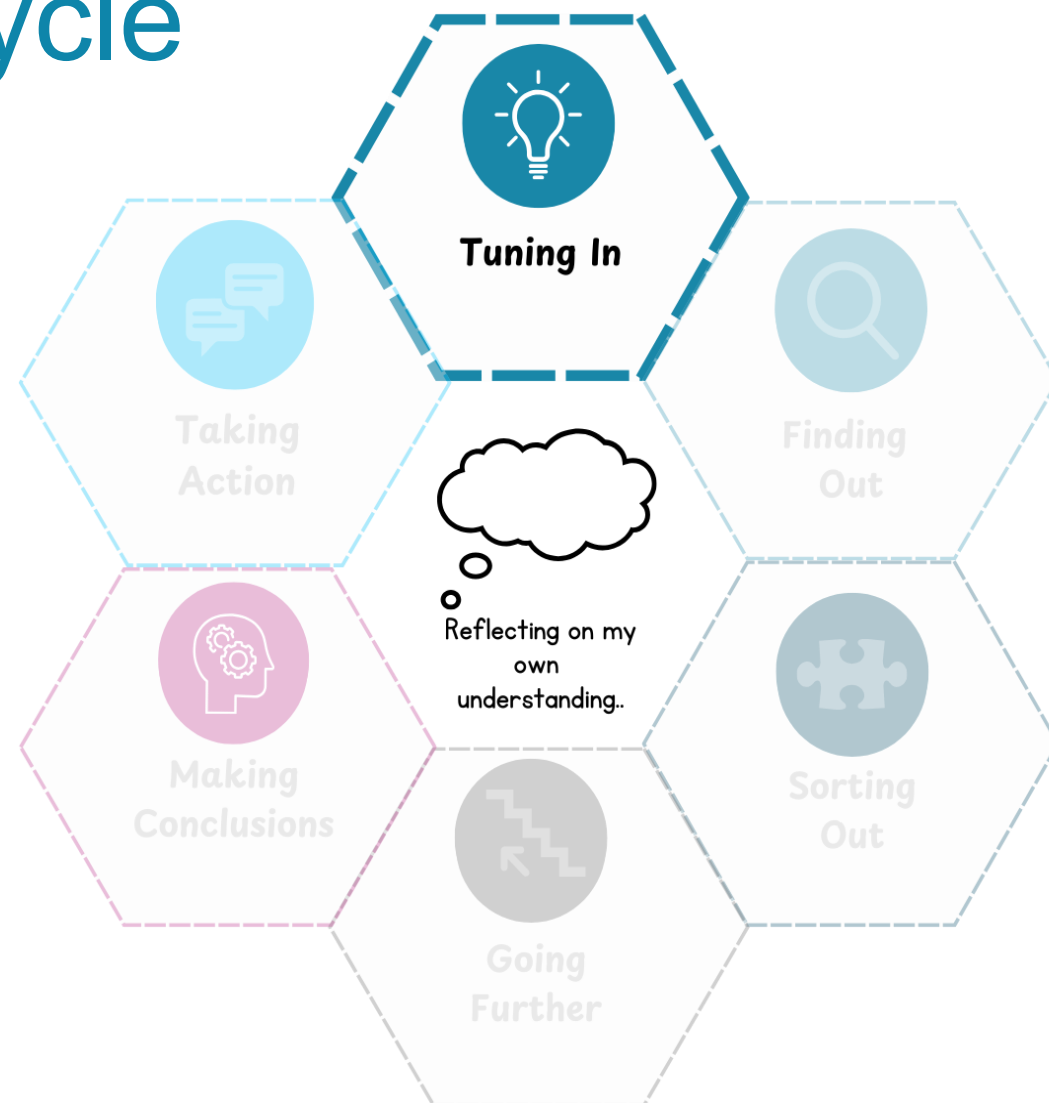 ycle
Tuning In
Taking
Action
Finding
Out
Reflecting on my
own
understanding..
Making
Conclusions
Sorting
Out
Going
Further